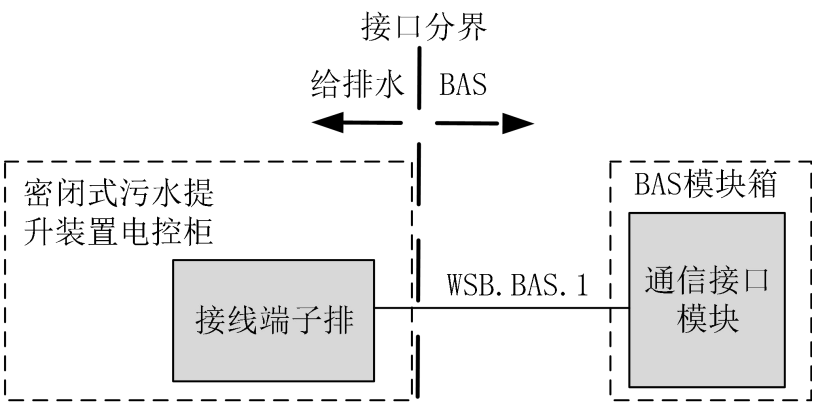 接口分界
给排水
BAS
密闭式污水提
升装置电控柜
BAS模块箱
接线端子排
WSB.BAS.1
通信接口
模块